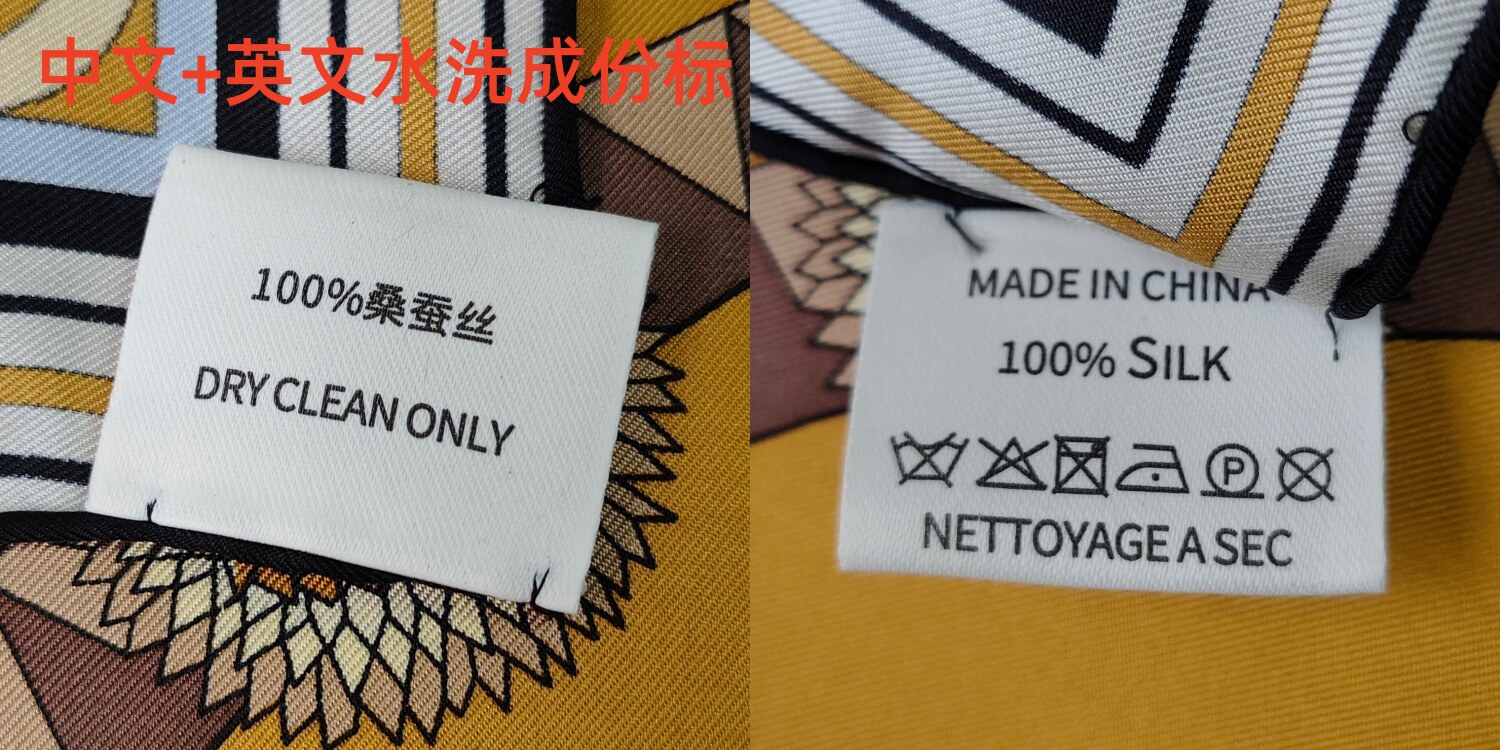 中文+英文水洗成份标
100%桑蚕丝
DRY CLEAN ONLY
MADE IN CHINA
100% SILK
P
NETTOYAGE A SEC